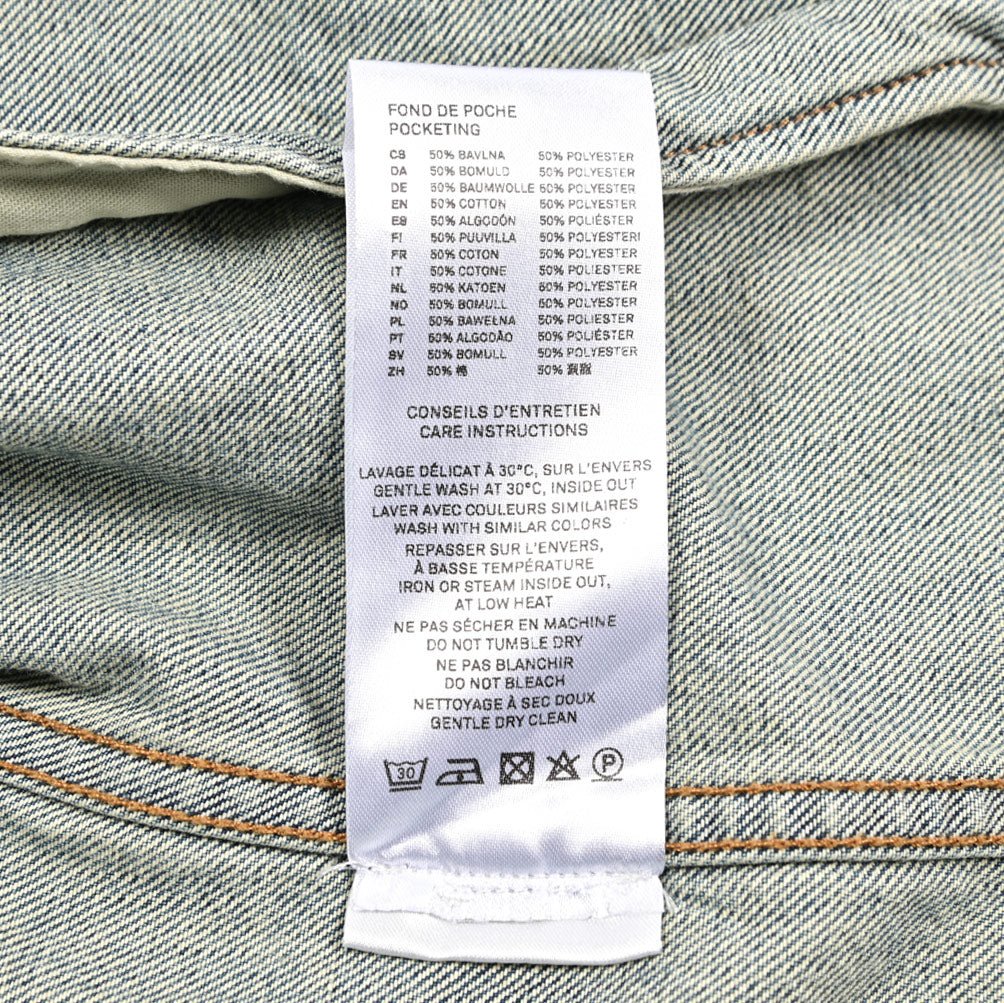 FOND DE POCHE
POCKETING
CS 50% BAVLNA 50% POLYESTER
DA 50% BOMULD 50% POLYESTER
DE 50% BAUMWOLLE 50% POLYESTER
EN 50% COTTON 50% POLYESTER
ES 50% ALGODÓN 50% POLIÉSTER
FI 50% PUUVILLA 50% POLYESTERI
FR 50% COTON 50% POLYESTER
IT 50% COTONE 50% POLIESTERE
NL 50% KATOEN 50% POLYESTER
NO 50% BOMULL 50% POLYESTER
PL 50% BAWEŁNA 50% POLIESTER
PT 50% ALGODÃO 50% POLIÉSTER
SV 50% BOMULL 50% POLYESTER
ZH 50% 棉 50%
CONSEILS D'ENTRETIEN
CARE INSTRUCTIONS
LAVAGE DÉLICAT À 30°C, SUR L'ENVERS
GENTLE WASH AT 30°C, INSIDE OUT
LAVER AVEC COULEURS SIMILAIRES
WASH WITH SIMILAR COLORS
REPASSER SUR L'ENVERS,
À BASSE TEMPÉRATURE
IRON OR STEAM INSIDE OUT,
AT LOW HEAT
NE PAS SÉCHER EN MACHINE
DO NOT TUMBLE DRY
NE PAS BLANCHIR
DO NOT BLEACH
NETTOYAGE À SEC DOUX
GENTLE DRY CLEAN
30 P